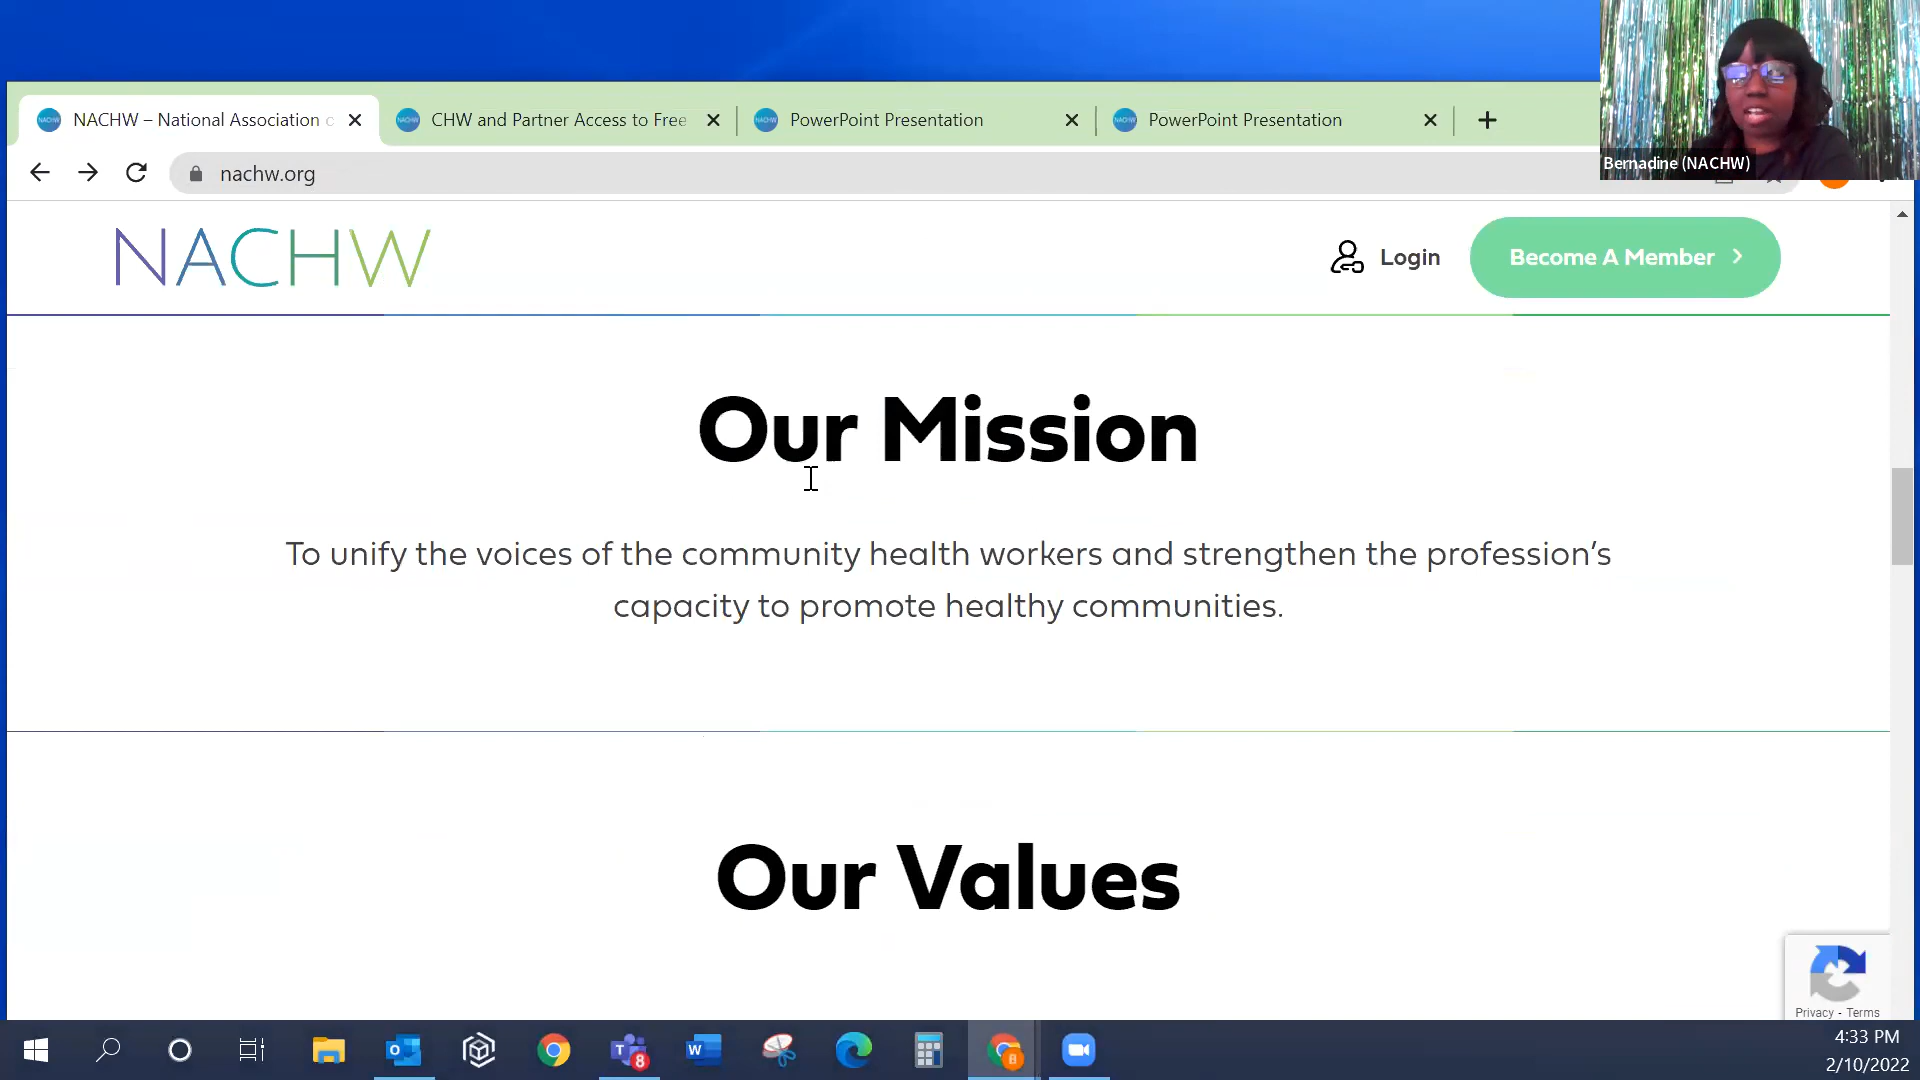 NACHW – National Association
CHW and Partner Access to Free
PowerPoint Presentation
PowerPoint Presentation
nachw.org
Bernadine (NACHW)
NACHW
Login
Become A Member
Our Mission
To unify the voices of the community health workers and strengthen the profession’s
capacity to promote healthy communities.
Our Values
Privacy - Terms
8
B
4:33 PM
2/10/2022